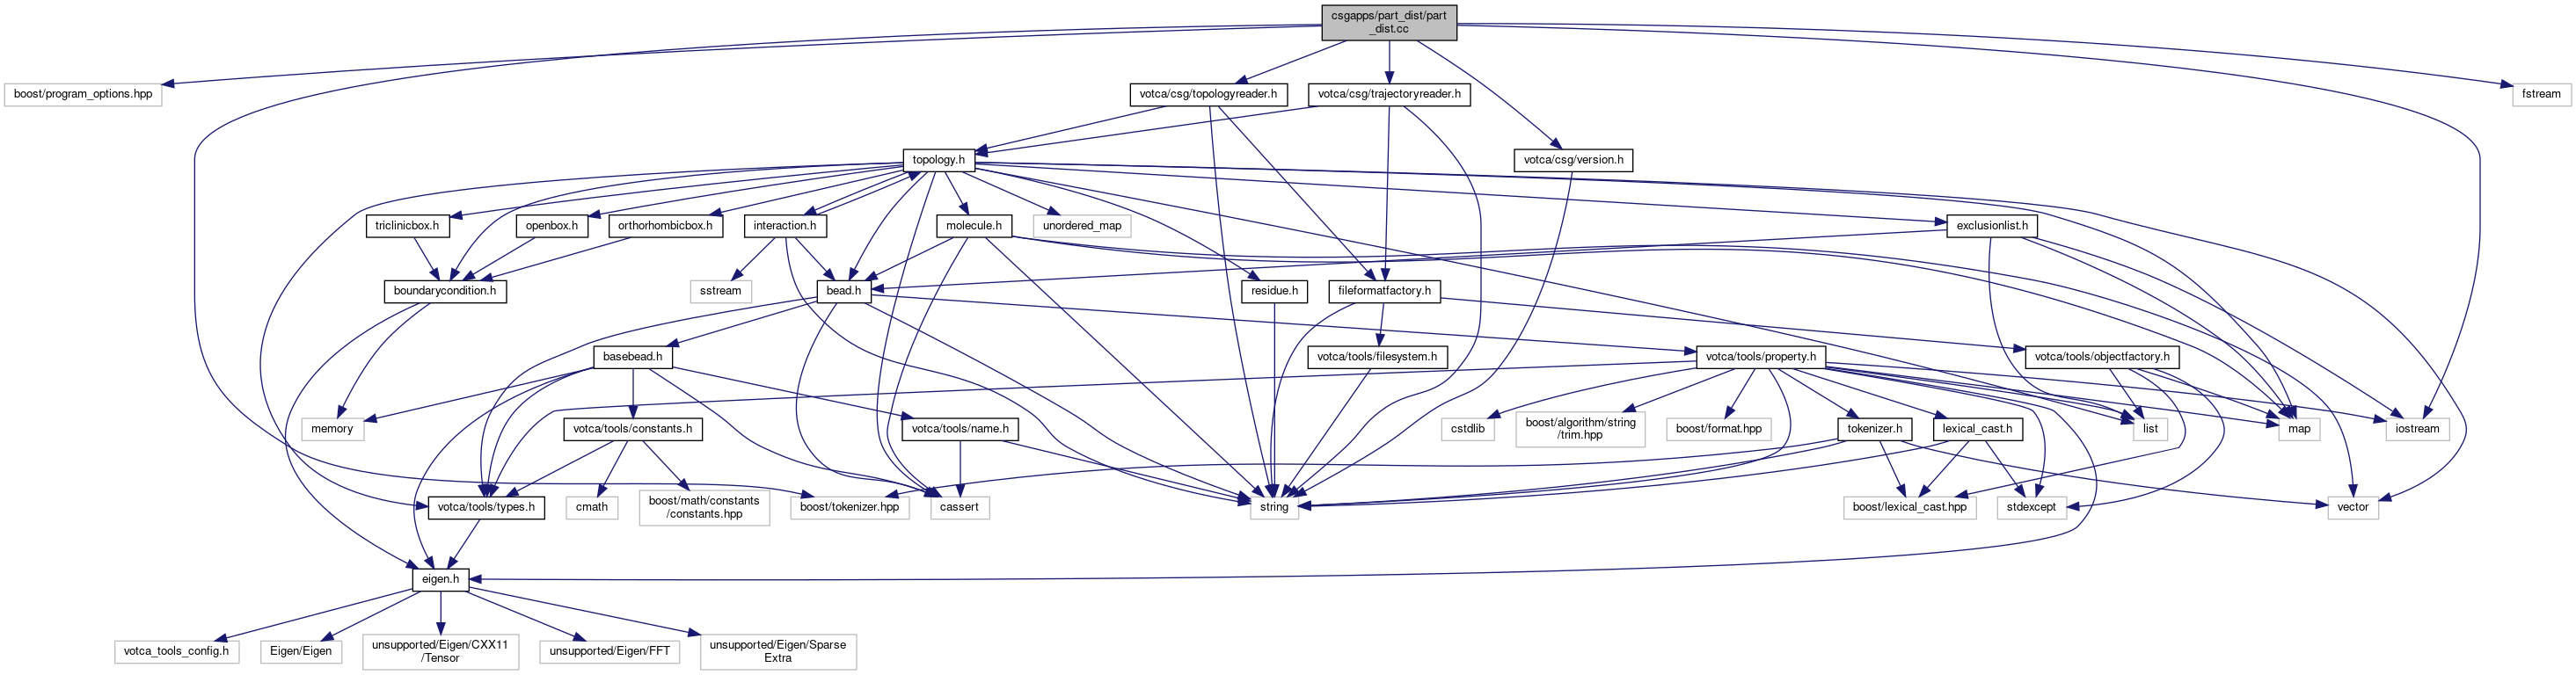 csgapps/part_dist/part
_dist.cc
boost/program_options.hpp
votca/csg/topologyreader.h
votca/csg/trajectoryreader.h
fstream
topology.h
votca/csg/version.h
triclinicbox.h
openbox.h
orthorhombicbox.h
interaction.h
molecule.h
unordered_map
exclusionlist.h
boundarycondition.h
sstream
bead.h
residue.h
fileformatfactory.h
basebead.h
votca/tools/filesystem.h
votca/tools/property.h
votca/tools/objectfactory.h
memory
votca/tools/constants.h
votca/tools/name.h
cstdlib
boost/algorithm/string
/trim.hpp
boost/format.hpp
tokenizer.h
lexical_cast.h
list
map
iostream
votca/tools/types.h
cmath
boost/math/constants
/constants.hpp
boost/tokenizer.hpp
cassert
string
boost/lexical_cast.hpp
stdexcept
vector
eigen.h
votca_tools_config.h
Eigen/Eigen
unsupported/Eigen/CXX11
/Tensor
unsupported/Eigen/FFT
unsupported/Eigen/Sparse
Extra